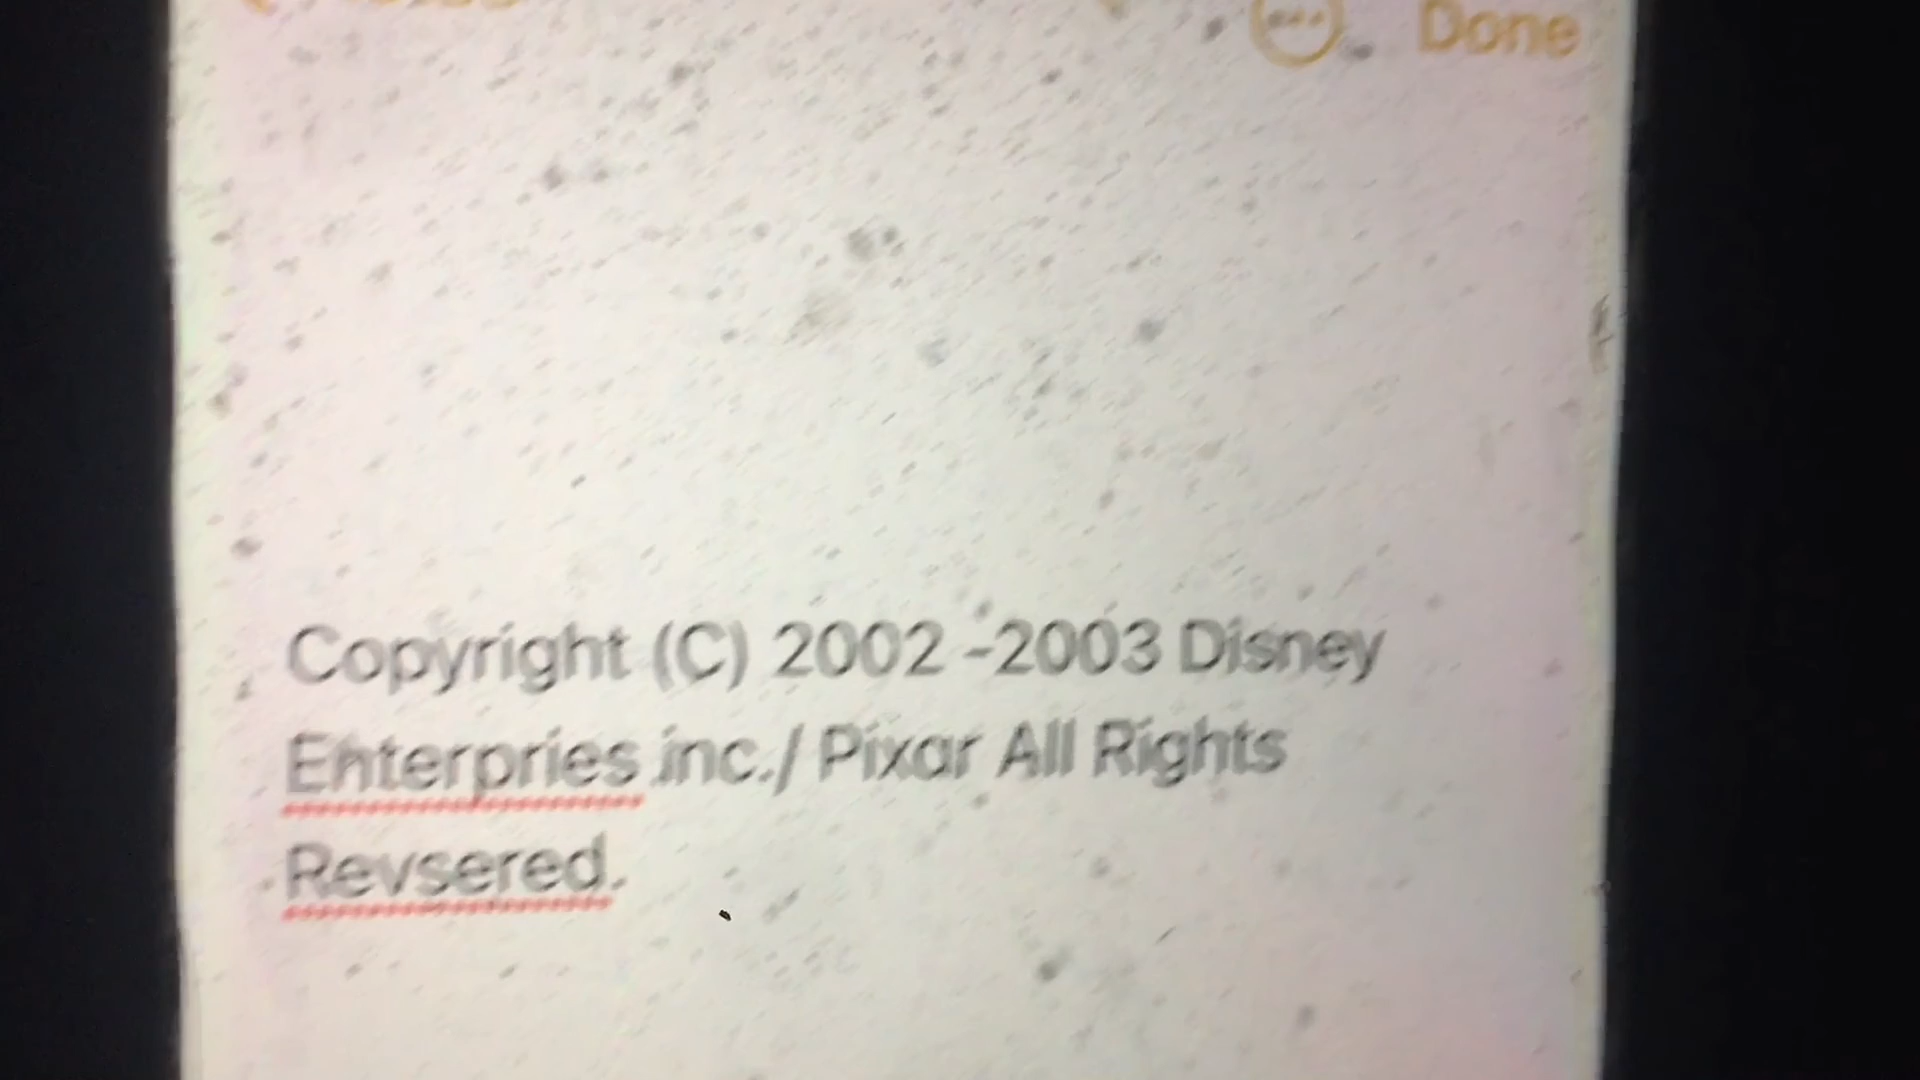 Done
Copyright (C) 2002 -2003 Disney
Enterpries inc./ Pixar All Rights
Revsered.